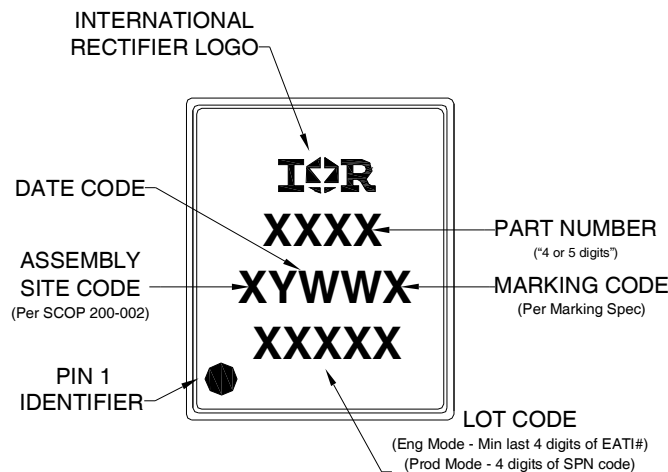 INTERNATIONAL
RECTIFIER LOGO
IOR
DATE CODE
XXXX
PART NUMBER
(“4 or 5 digits”)
ASSEMBLY
SITE CODE
(Per SCOP 200-002)
XYWWX
MARKING CODE
(Per Marking Spec)
XXXXX
PIN 1
IDENTIFIER
LOT CODE
(Eng Mode - Min last 4 digits of EATI#)
(Prod Mode - 4 digits of SPN code)